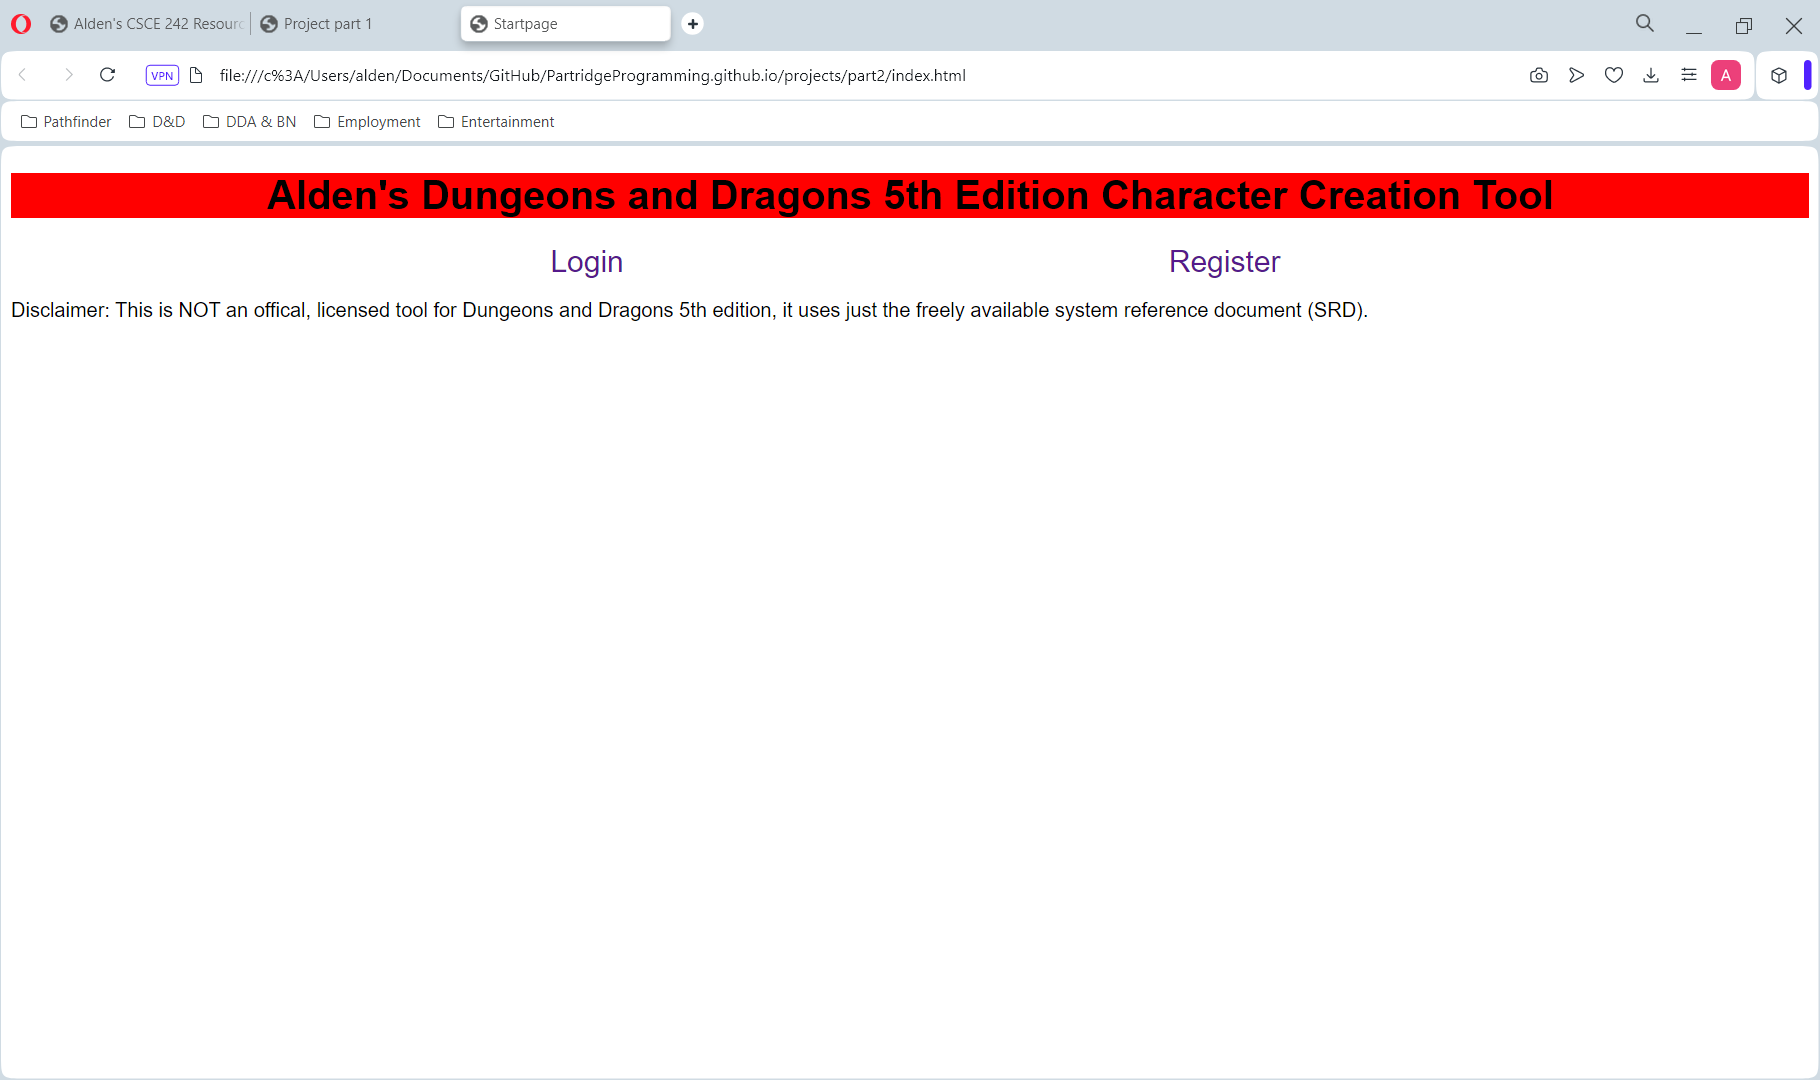 Alden's CSCE 242 Resourc
Project part 1
Startpage
VPN
file:///c%3A/Users/alden/Documents/GitHub/PartridgeProgramming.github.io/projects/part2/index.html
A
Pathfinder
D&D
DDA & BN
Employment
Entertainment
Alden's Dungeons and Dragons 5th Edition Character Creation Tool
Login
Register
Disclaimer: This is NOT an offical, licensed tool for Dungeons and Dragons 5th edition, it uses just the freely available system reference document (SRD).